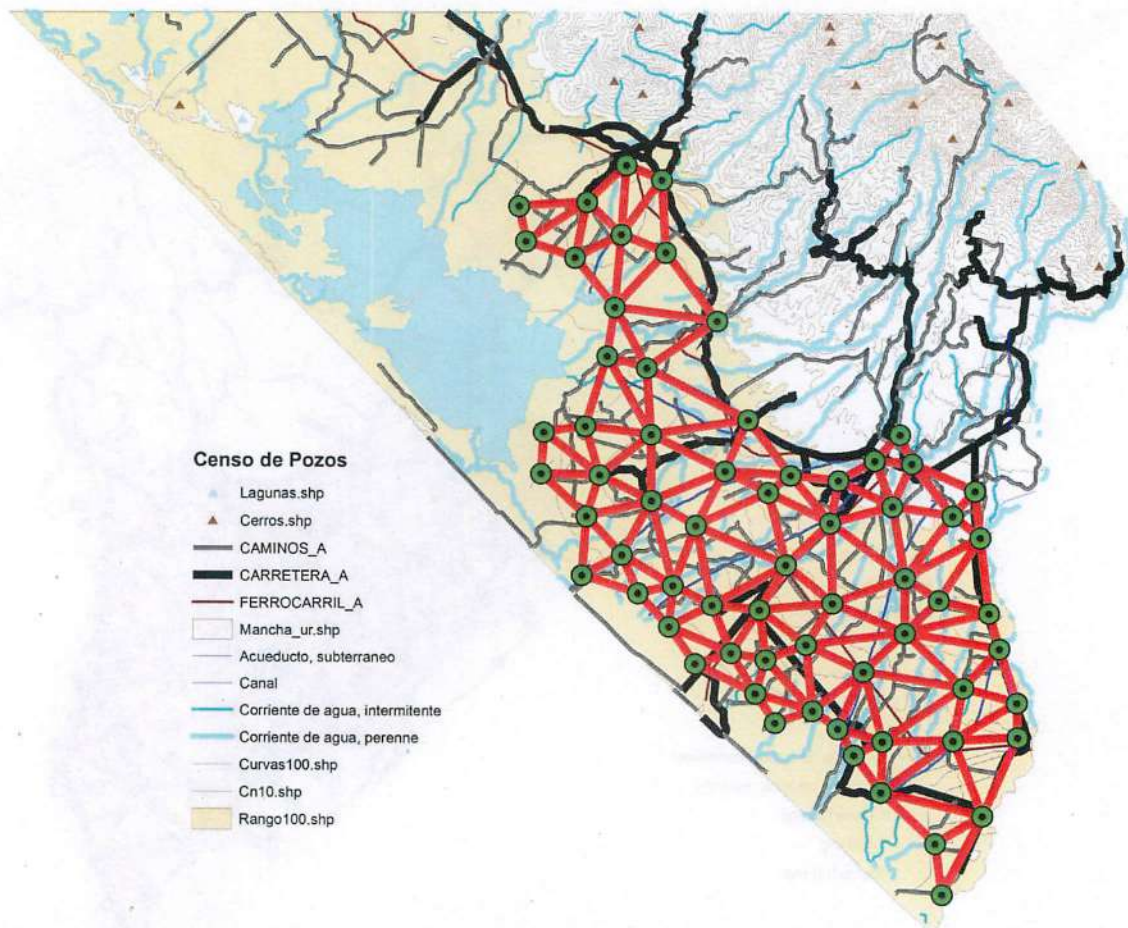 Censo de Pozos
Lagunas.shp
Cerros.shp
CAMINOS_A
CARRETERA_A
FERROCARRIL_A
Mancha_ur.shp
Acueducto, subterraneo
Canal
Corriente de agua, intermitente
Corriente de agua, perenne
Curvas100.shp
Cn10.shp
Rango100.shp